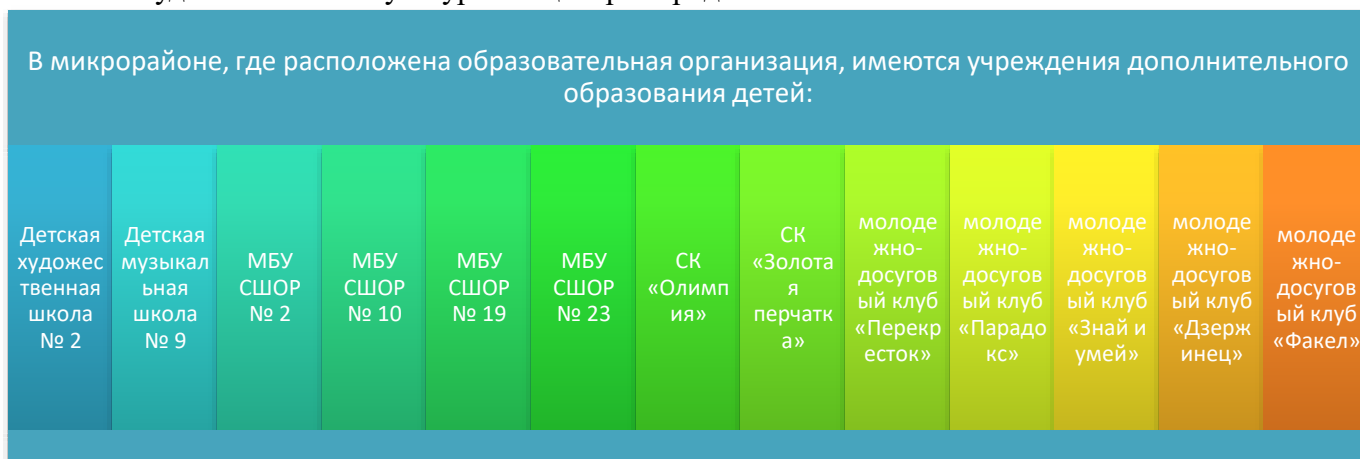 В микрорайоне, где расположена образовательная организация, имеются учреждения дополнительного
образования детей:
Детская
художес
твенная
школа
№ 2
Детская
музыкал
ьная
школа
№ 9
МБУ
СШОР
№ 2
МБУ
СШОР
№ 10
МБУ
СШОР
№ 19
МБУ
СШОР
№ 23
СК
«Олимп
ия»
СК
«Золота
я
перчатк
а»
молоде
жно-
досугов
ый клуб
«Перекр
есток»
молоде
жно-
досугов
ый клуб
«Парадо
кс»
молоде
жно-
досугов
ый клуб
«Знай и
умей»
молоде
жно-
досугов
ый клуб
«Дзерж
инец»
молоде
жно-
досугов
ый клуб
«Факел»